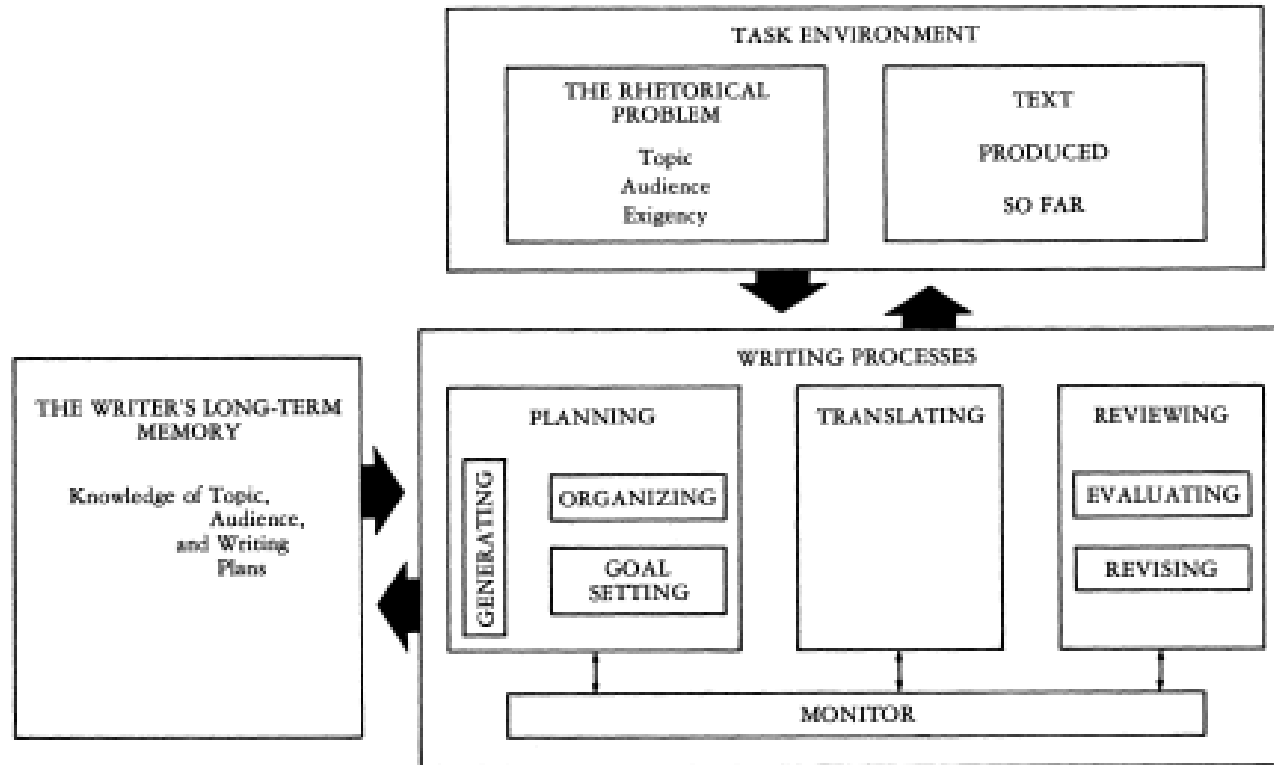 TASK ENVIRONMENT
THE RHETORICAL
PROBLEM
Topic
Audience
Exigency
TEXT
PRODUCED
SO FAR
THE WRITER'S LONG-TERM
MEMORY
Knowledge of Topic,
Audience,
and Writing
Plans
WRITING PROCESSES
PLANNING
GENERATING
ORGANIZING
GOAL
SETTING
TRANSLATING
REVIEWING
EVALUATING
REVISING
MONITOR